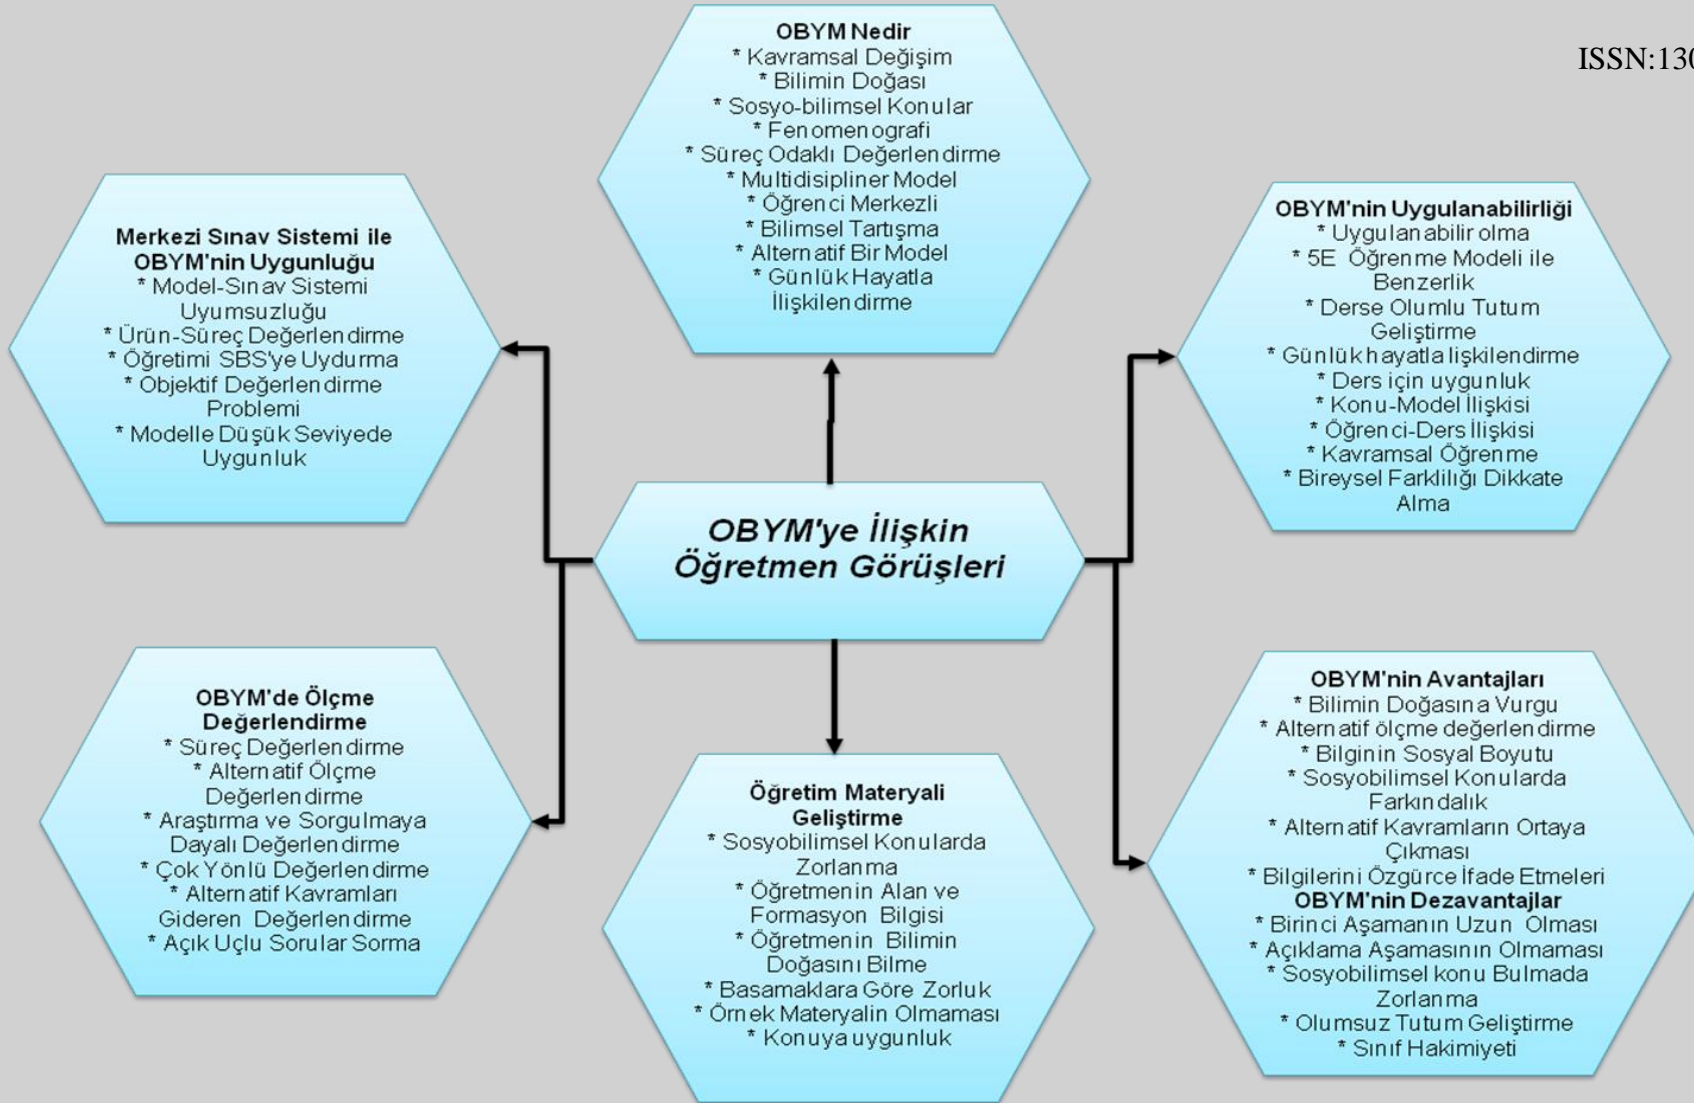 OBYM Nedir
* Kavramsal Değişim
* Bilimin Doğası
* Sosyo-bilimsel Konular
* Fenomenografi
* Süreç Odaklı Değerlendirme
* Multidisipliner Model
* Öğrenci Merkezli
* Bilimsel Tartışma
* Alternatif Bir Model
* Günlük Hayatla
İlişkilendirme
ISSN:130
Merkezi Sınav Sistemi ile
OBYM'nin Uygunluğu
* Model-Sınav Sistemi
Uyumsuzluğu
* Ürün-Süreç Değerlendirme
* Öğretimi SBS'ye Uydurma
* Objektif Değerlendirme
Problemi
* Modelle Düşük Seviyede
Uygunluk
OBYM'nin Uygulanabilirliği
* Uygulanabilir olma
* 5E Öğrenme Modeli ile
Benzerlik
* Derse Olumlu Tutum
Geliştirme
* Günlük hayatla lişkilendirme
* Ders için uygunluk
* Konu-Model İlişkisi
* Öğrenci-Ders İlişkisi
* Kavramsal Öğrenme
* Bireysel Farkliliğı Dikkate
Alma
OBYM'ye İlişkin
Öğretmen Görüşleri
OBYM'de Ölçme
Değerlendirme
* Süreç Değerlendirme
* Alternatif Ölçme
Değerlendirme
* Araştırma ve Sorgulmaya
Dayalı Değerlendirme
* Çok Yönlü Değerlendirme
* Alternatif Kavramları
Gideren Değerlendirme
* Açık Uçlu Sorular Sorma
Öğretim Materyali
Geliştirme
* Sosyobilimsel Konularda
Zorlanma
* Öğretmenin Alan ve
Formasyon Bilgisi
* Öğretmenin Bilimin
Doğasını Bilme
* Basamaklara Göre Zorluk
* Örnek Materyalin Olmaması
* Konuya uygunluk
OBYM'nin Avantajları
* Bilimin Doğasına Vurgu
* Alternatif ölçme değerlendirme
* Bilginin Sosyal Boyutu
* Sosyobilimsel Konularda
Farkındalık
* Alternatif Kavramların Ortaya
Çıkması
* Bilgilerini Özgürce İfade Etmeleri
OBYM'nin Dezavantajlar
* Birinci Aşamanın Uzun Olması
* Açıklama Aşamasının Olmaması
* Sosyobilimsel konu Bulmada
Zorlanma
* Olumsuz Tutum Geliştirme
* Sınıf Hakimiyeti